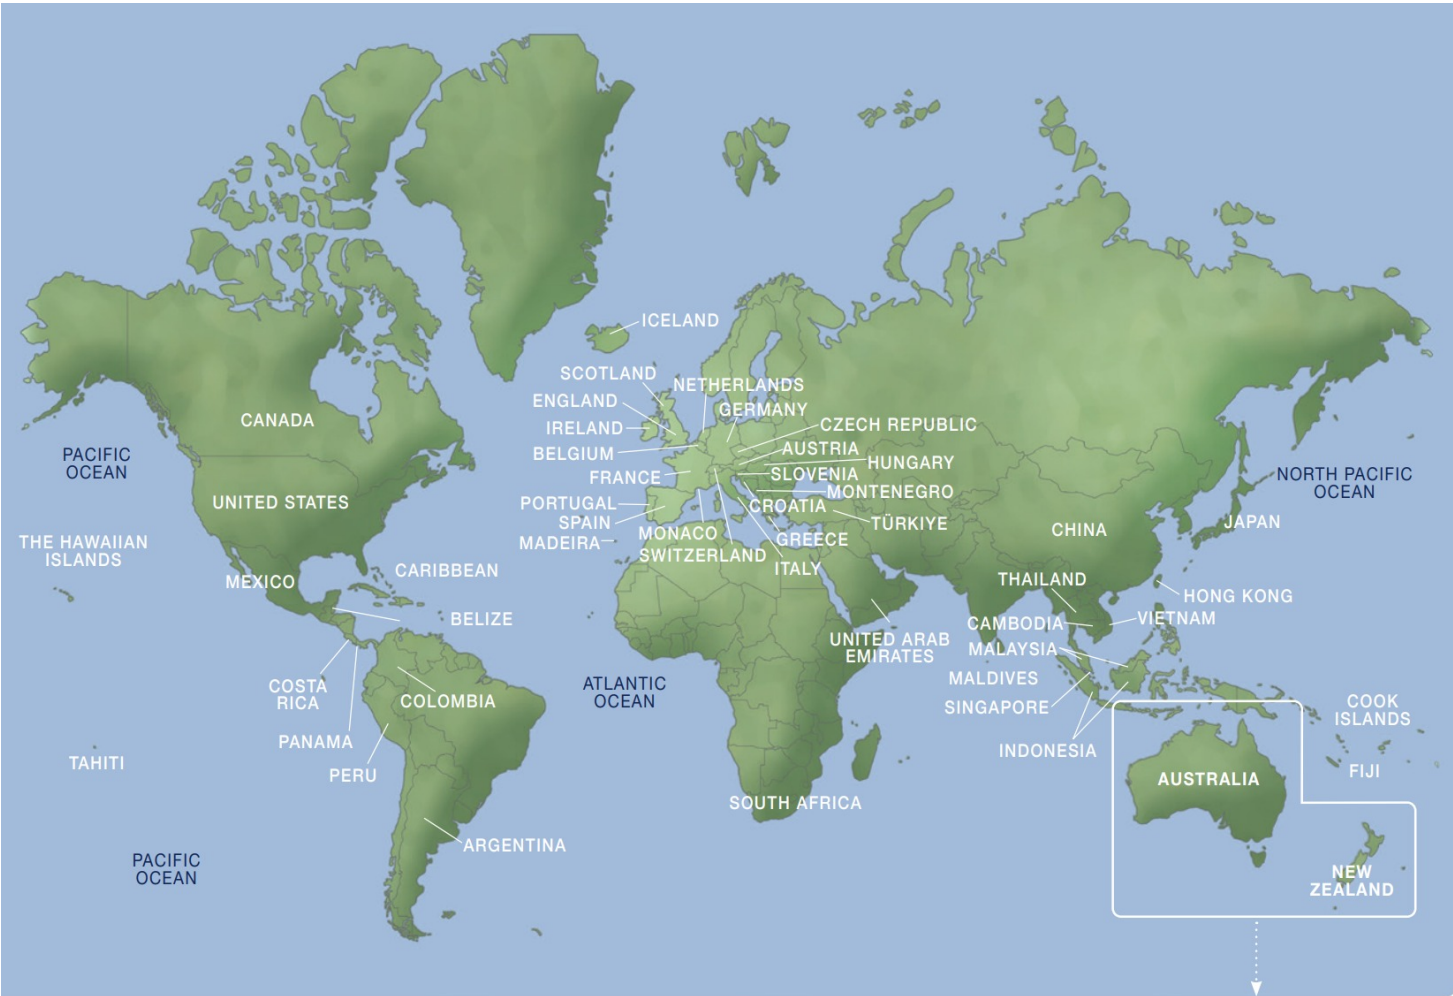 ICELAND
SCOTLAND
NETHERLANDS
ENGLAND
GERMANY
CANADA
CZECH REPUBLIC
IRELAND
AUSTRIA
BELGIUM
HUNGARY
PACIFIC
OCEAN
FRANCE
SLOVENIA
NORTH PACIFIC
OCEAN
MONTENEGRO
UNITED STATES
PORTUGAL
CROATIA
SPAIN
TÜRKIYE
JAPAN
CHINA
MONACO
GREECE
MADEIRA
THE HAWAIIAN
ISLANDS
SWITZERLAND
ITALY
CARIBBEAN
MEXICO
THAILAND
HONG KONG
BELIZE
VIETNAM
CAMBODIA
UNITED ARAB
EMIRATES
MALAYSIA
MALDIVES
ATLANTIC
OCEAN
COSTA
RICA
COLOMBIA
SINGAPORE
COOK
ISLANDS
PANAMA
INDONESIA
TAHITI
PERU
FIJI
AUSTRALIA
SOUTH AFRICA
ARGENTINA
PACIFIC
OCEAN
NEW
ZEALAND